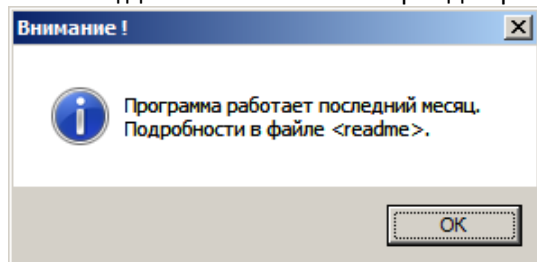 Внимание !
Программа работает последний месяц.
Подробности в файле <readme>.
OK